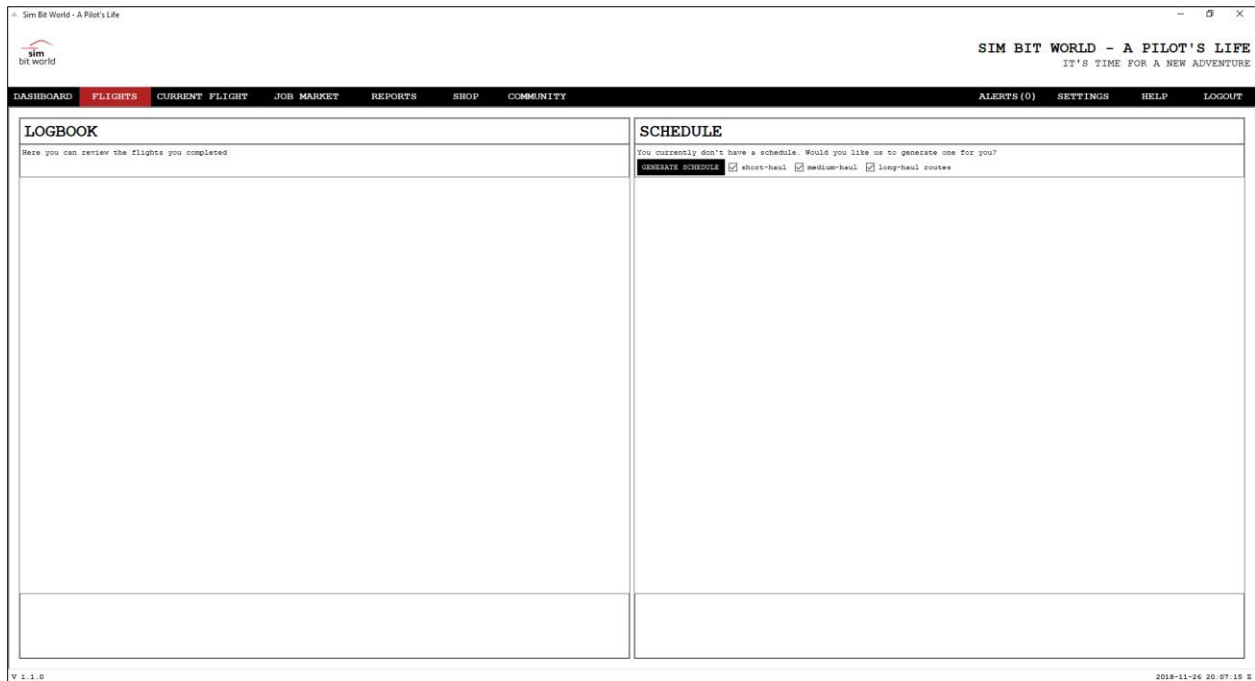 Sim Bit World - A Pilot's Life
sim
bit world
SIM BIT WORLD - A PILOT'S LIFE
IT'S TIME FOR A NEW ADVENTURE
DASHBOARD FLIGHTS CURRENT FLIGHT JOB MARKET REPORTS SHOP COMMUNITY ALERTS(0) SETTINGS HELP LOGOUT
LOGBOOK
Here you can review the flights you completed
SCHEDULE
You currently don't have a schedule. Would you like us to generate one for you?
GENERATE SCHEDULE short-haul medium-haul long-haul routes
V 1.1.0
2018-11-26 20:07:15 Z